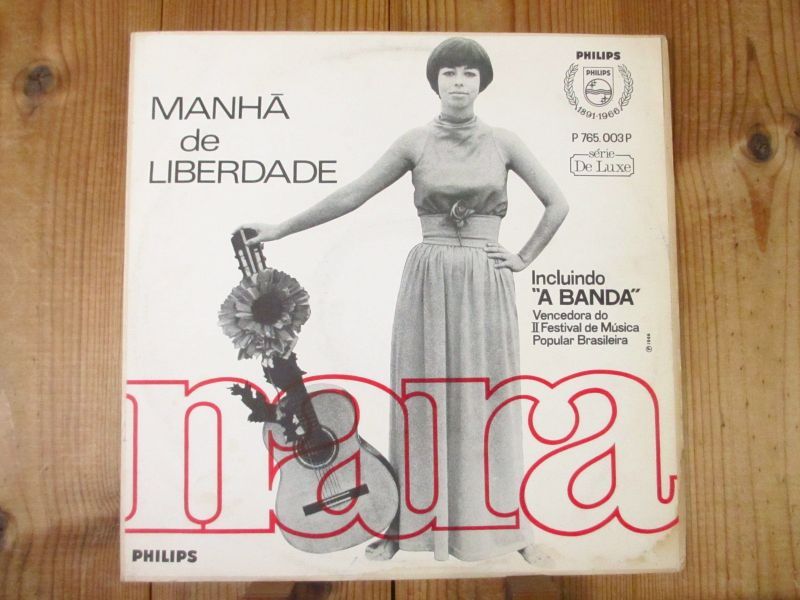 MANHÃ
de
LIBERDADE
PHILIPS
PHILIPS
1891-1966
P 765.003 P
série
De Luxe
Incluindo
"A BANDA"
Vencedora do
II Festival de Música
Popular Brasileira
℗ 1966
nara
PHILIPS